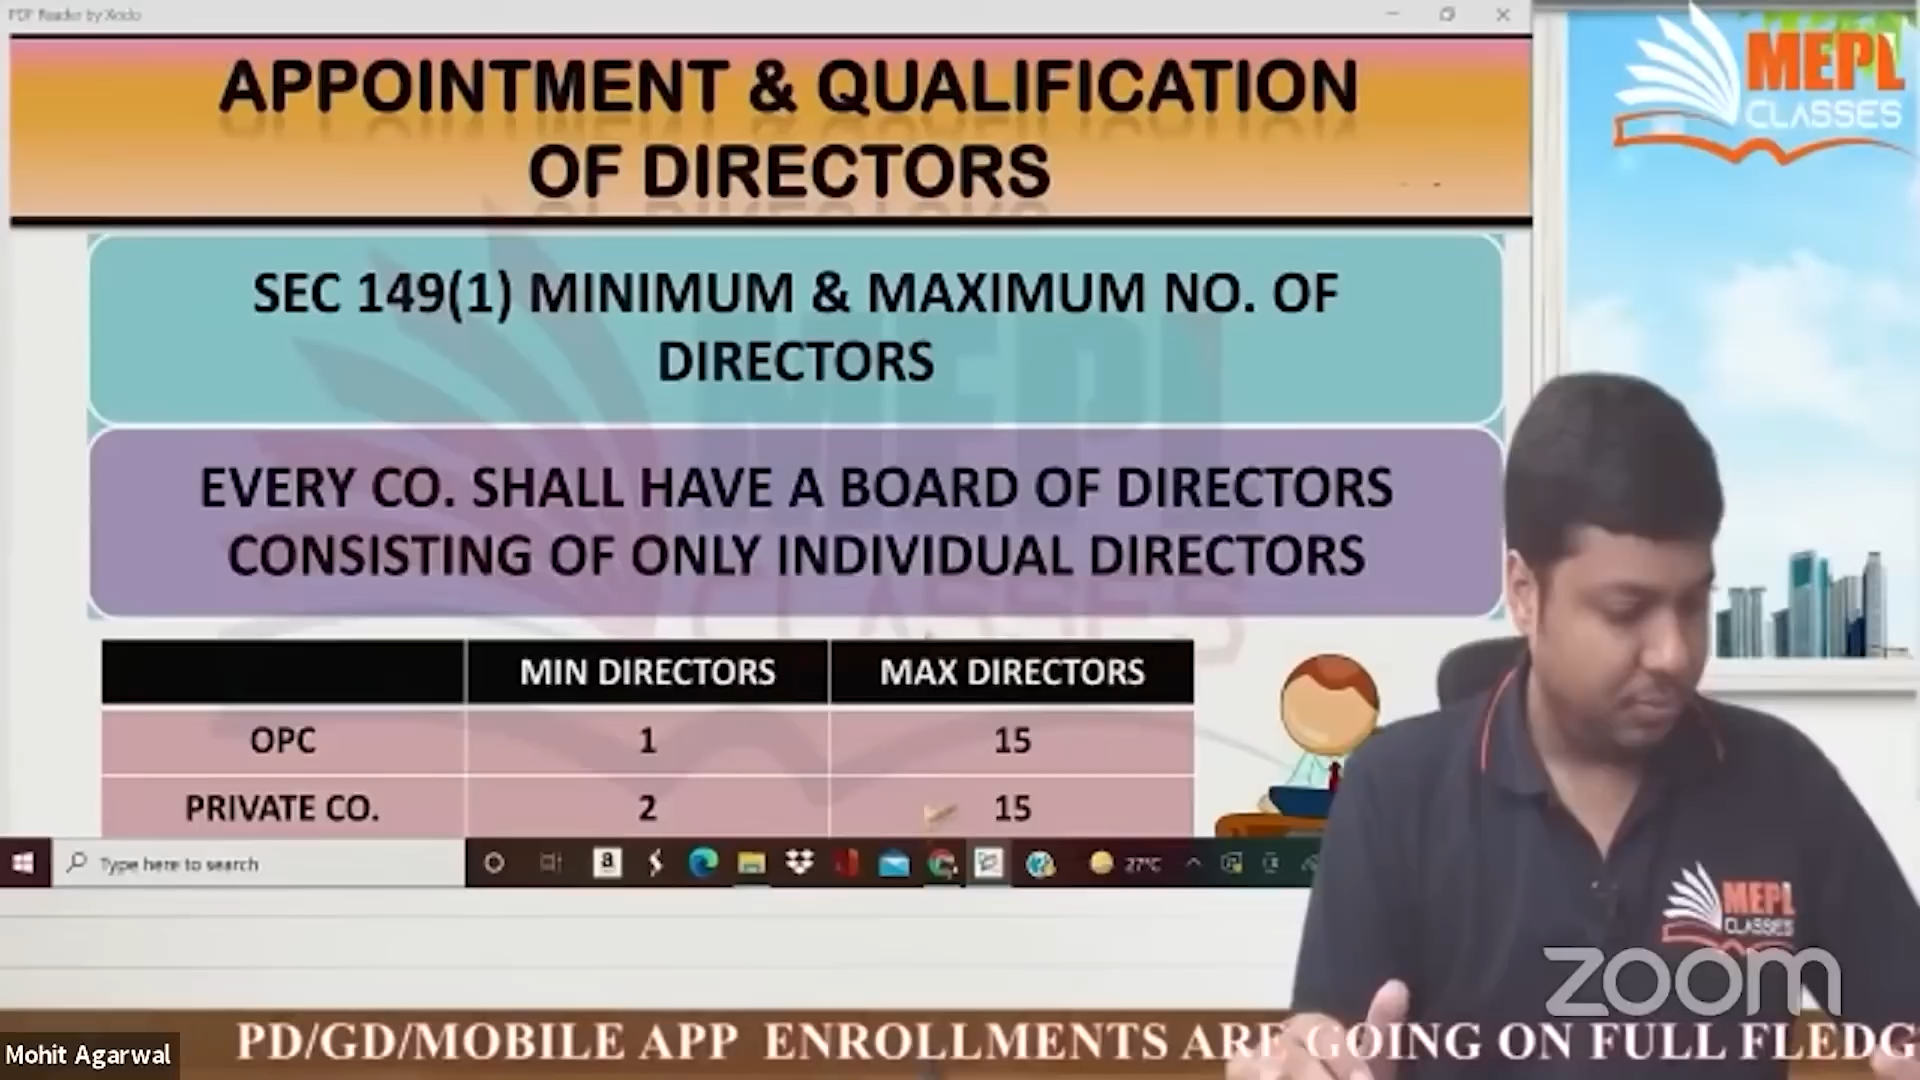 PDF Reader by Xodo
APPOINTMENT & QUALIFICATION
OF DIRECTORS
MEPL
CLASSES
SEC 149(1) MINIMUM & MAXIMUM NO. OF
DIRECTORS
EVERY CO. SHALL HAVE A BOARD OF DIRECTORS
CONSISTING OF ONLY INDIVIDUAL DIRECTORS
MEPL
CLASSES
MIN DIRECTORS MAX DIRECTORS
OPC 1 15
PRIVATE CO. 2 15
Type here to search
27°C
MEPL
CLASSES
zoom
Mohit Agarwal
PD/GD/MOBILE APP ENROLLMENTS ARE GOING ON FULL FLEDG